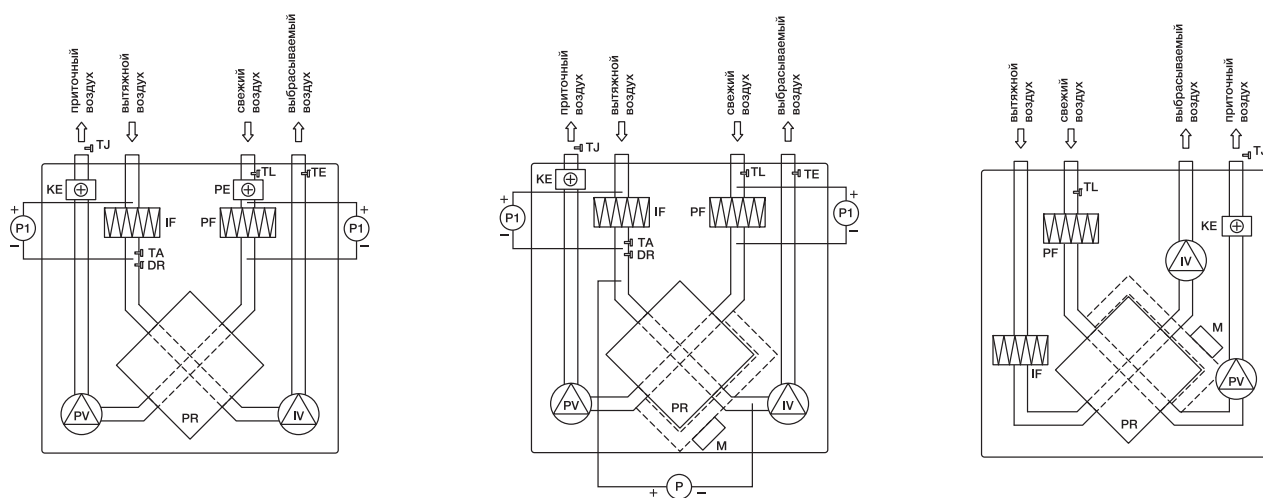 приточный
воздух
вытяжной
воздух
свежий
воздух
выбрасываемый
воздух
TJ
KE
TL
PE
TE
+
P1
−
IF
PF
+
P1
−
TA
DR
PR
PV
IV
приточный
воздух
вытяжной
воздух
свежий
воздух
выбрасываемый
воздух
TJ
KE
TL
TE
+
P1
−
IF
PF
+
P1
−
TA
DR
PR
PV
IV
M
+ P −
вытяжной
воздух
свежий
воздух
выбрасываемый
воздух
приточный
воздух
TJ
TL
KE
PF
IV
M
IF
PV
PR